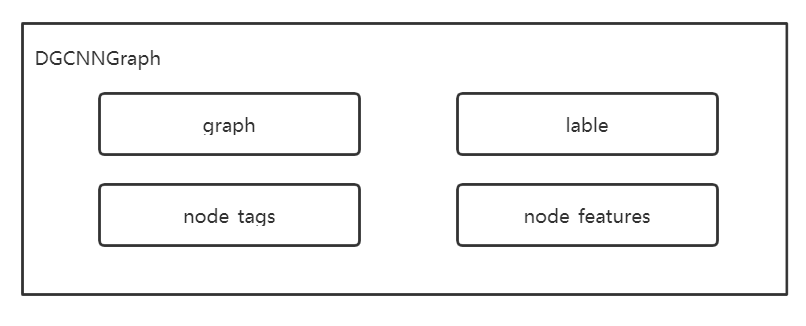 DGCNNGraph
graph
lable
node tags
node features